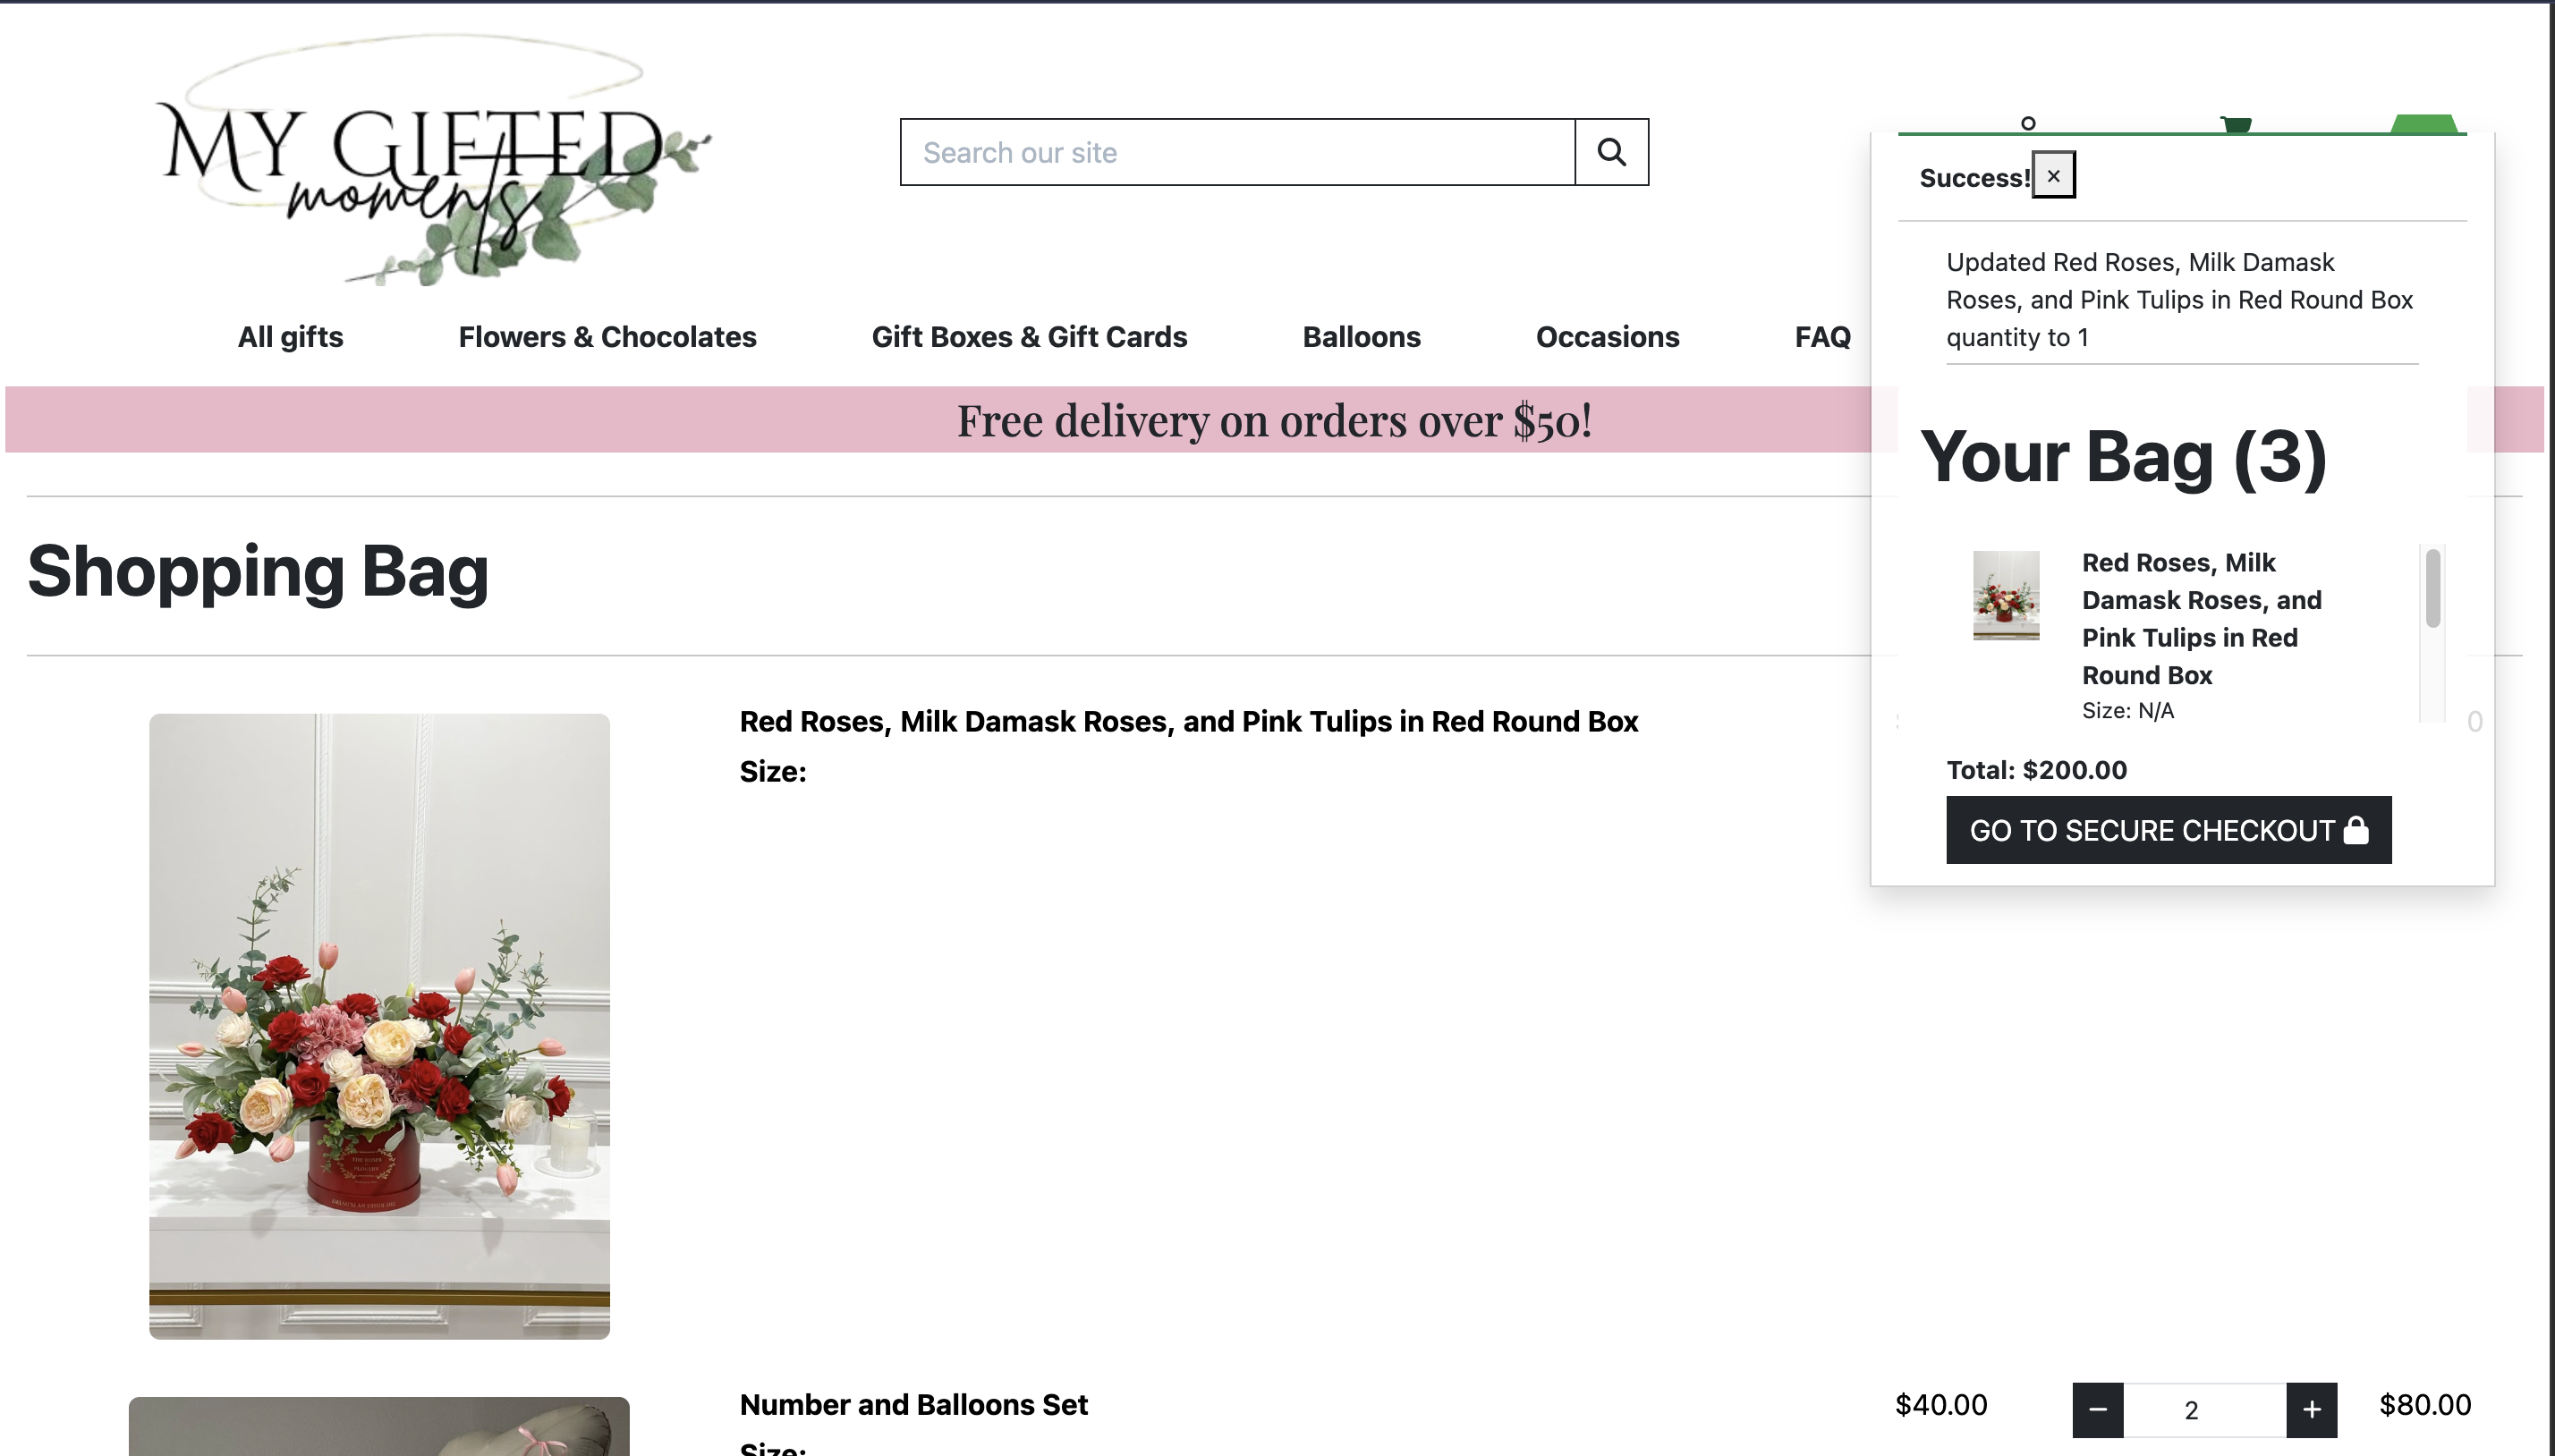 MY GIFTED
moments
Search our site
All gifts
Flowers & Chocolates
Gift Boxes & Gift Cards
Balloons
Occasions
FAQ
Free delivery on orders over $50!
Success! ×
Updated Red Roses, Milk Damask
Roses, and Pink Tulips in Red Round Box
quantity to 1
Your Bag (3)
Red Roses, Milk
Damask Roses, and
Pink Tulips in Red
Round Box
Size: N/A
Total: $200.00
GO TO SECURE CHECKOUT
Shopping Bag
Red Roses, Milk Damask Roses, and Pink Tulips in Red Round Box
0
Size:
Number and Balloons Set
$40.00
−
2
+
$80.00
Size: